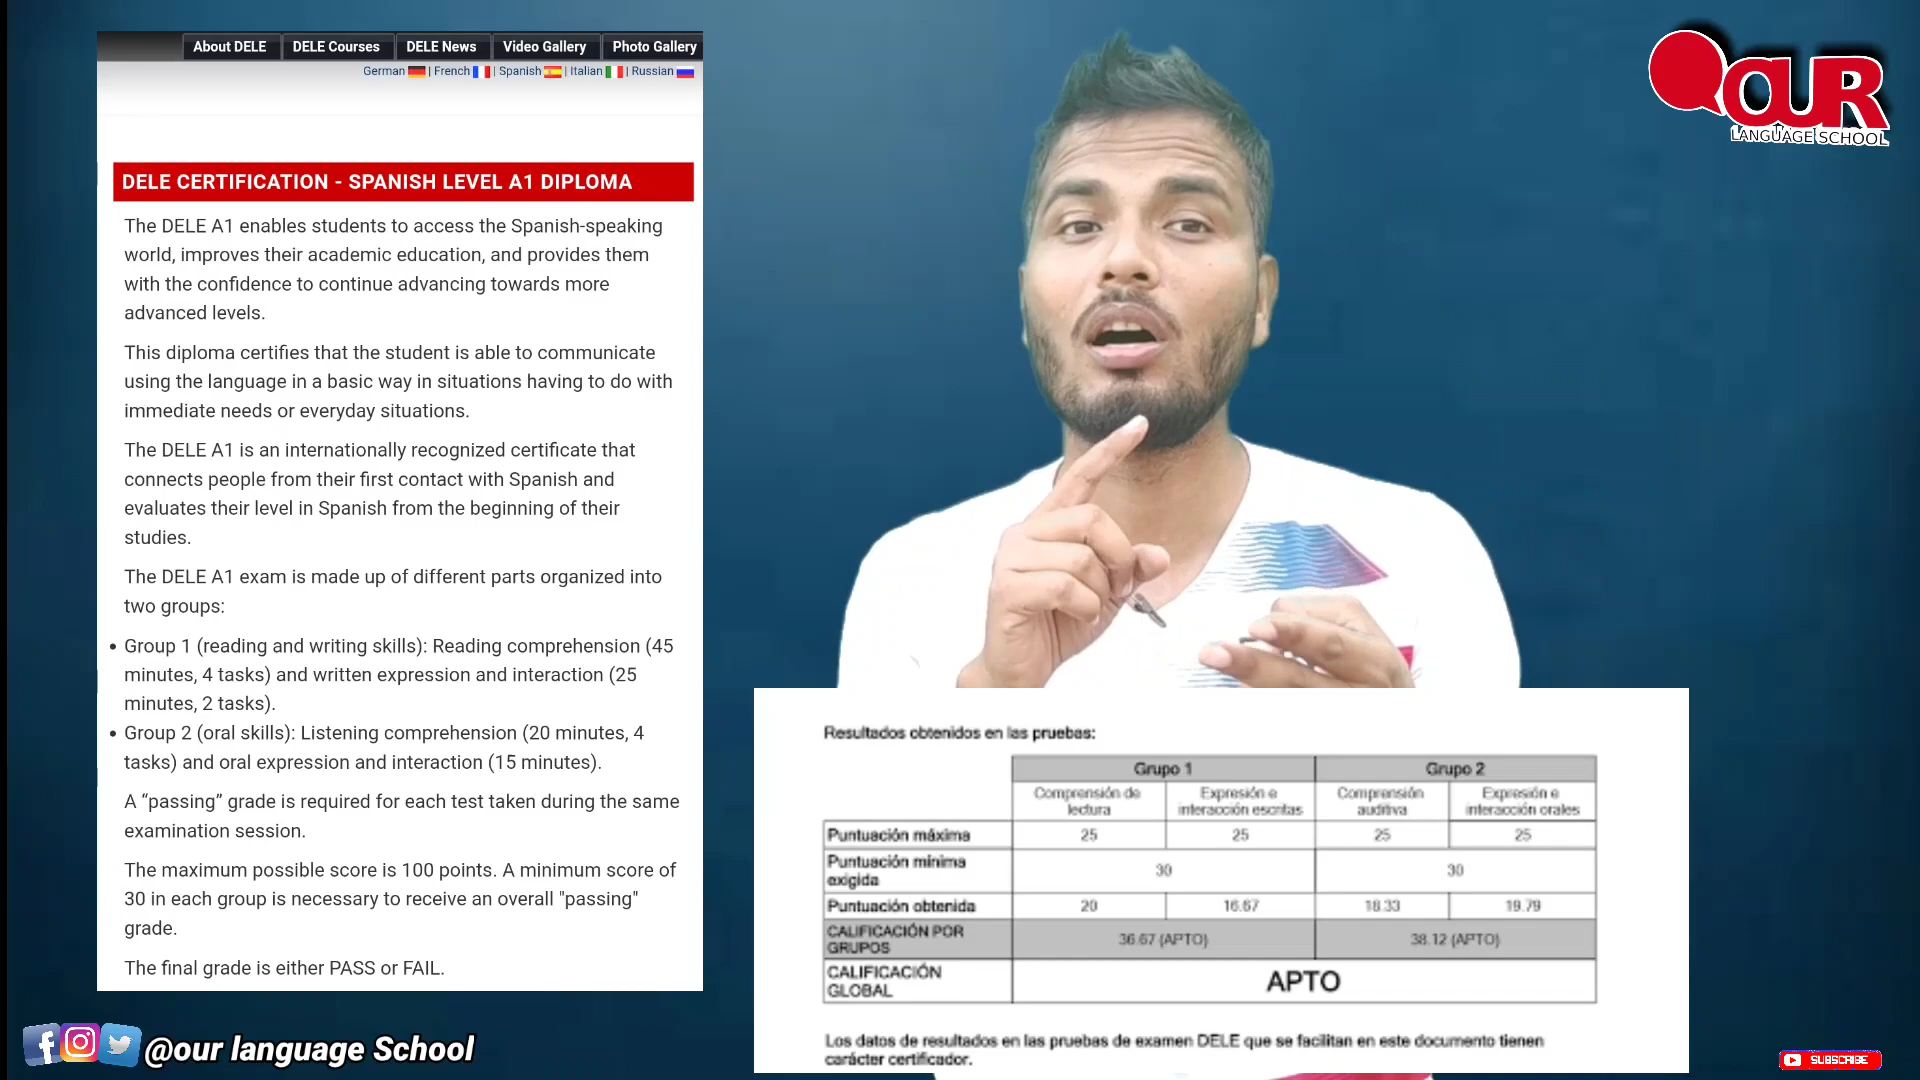 About DELE DELE Courses DELE News Video Gallery Photo Gallery
German | French | Spanish | Italian | Russian
DELE CERTIFICATION - SPANISH LEVEL A1 DIPLOMA
The DELE A1 enables students to access the Spanish-speaking
world, improves their academic education, and provides them
with the confidence to continue advancing towards more
advanced levels.
This diploma certifies that the student is able to communicate
using the language in a basic way in situations having to do with
immediate needs or everyday situations.
The DELE A1 is an internationally recognized certificate that
connects people from their first contact with Spanish and
evaluates their level in Spanish from the beginning of their
studies.
The DELE A1 exam is made up of different parts organized into
two groups:
• Group 1 (reading and writing skills): Reading comprehension (45
minutes, 4 tasks) and written expression and interaction (25
minutes, 2 tasks).
• Group 2 (oral skills): Listening comprehension (20 minutes, 4
tasks) and oral expression and interaction (15 minutes).
A “passing” grade is required for each test taken during the same
examination session.
The maximum possible score is 100 points. A minimum score of
30 in each group is necessary to receive an overall "passing"
grade.
The final grade is either PASS or FAIL.
@our language School
OUR
LANGUAGE SCHOOL
Resultados obtenidos en las pruebas:
Grupo 1 Grupo 2
Comprensión de lectura Expresión e interacción escritas Comprensión auditiva Expresión e interacción orales
Puntuación máxima 25 25 25 25
Puntuación mínima exigida 30 30
Puntuación obtenida 20 16.67 18.33 19.79
CALIFICACIÓN POR GRUPOS 36.67 (APTO) 38.12 (APTO)
CALIFICACIÓN GLOBAL APTO
Los datos de resultados en las pruebas de examen DELE que se facilitan en este documento tienen
carácter certificador.
SUBSCRIBE